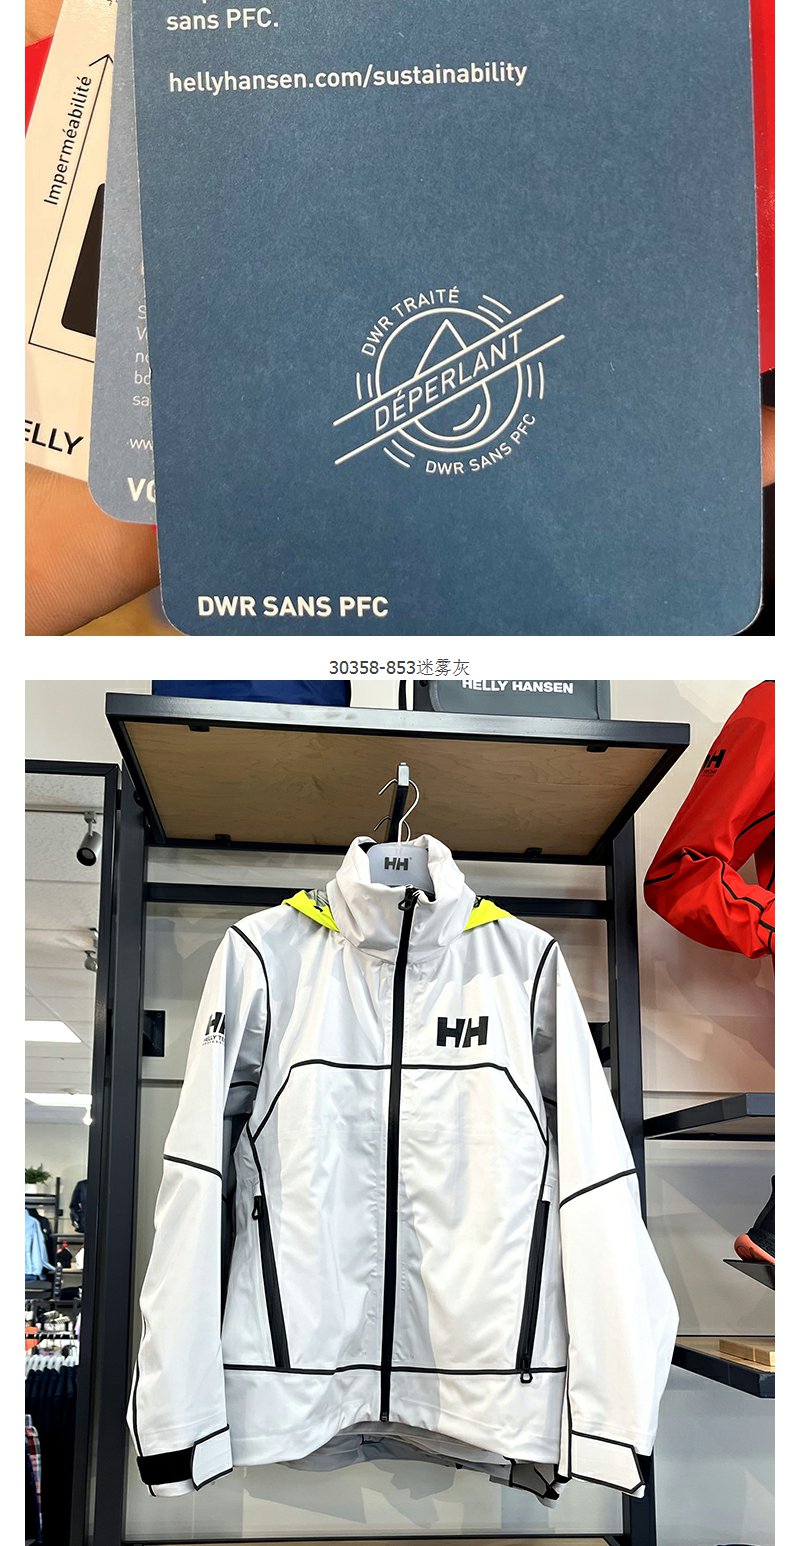 sans PFC.
hellyhansen.com/sustainability
Imperméabilité
DWR TRAITÉ
DÉPERLANT
DWR SANS PFC
ELLY
DWR SANS PFC
30358-853迷雾灰
HELLY HANSEN
HH
HH
HH
HH